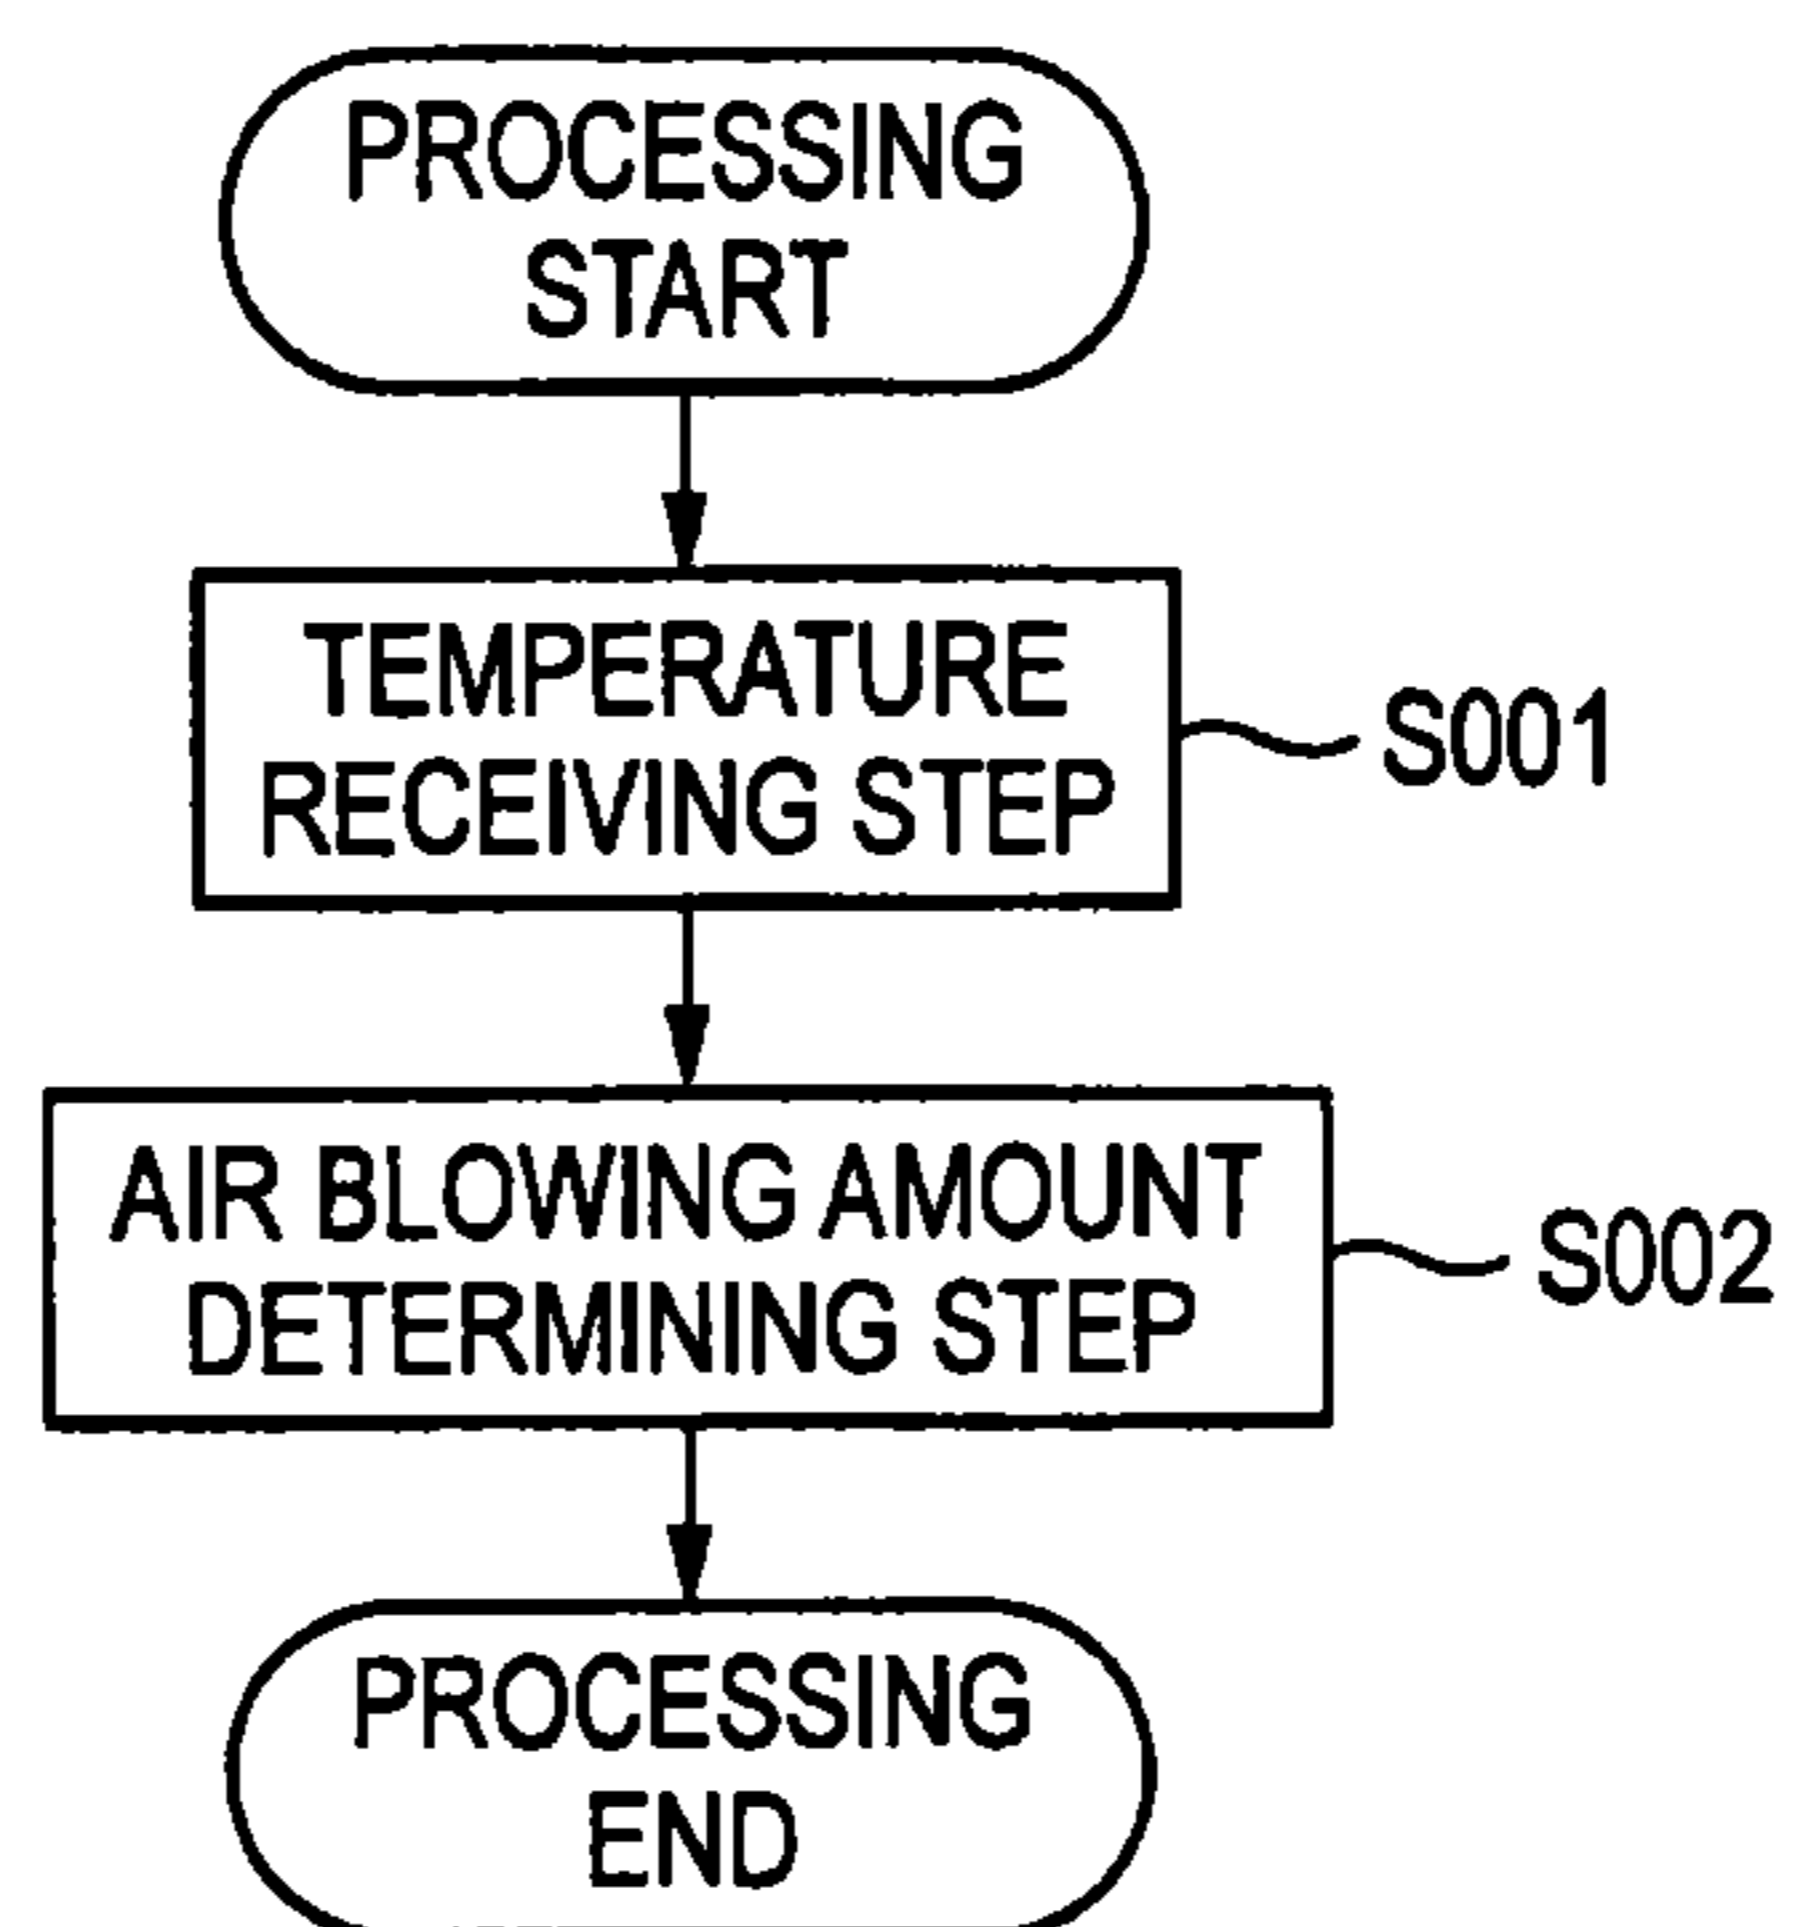 PROCESSING
START
TEMPERATURE
RECEIVING STEP
S001
AIR BLOWING AMOUNT
DETERMINING STEP
S002
PROCESSING
END